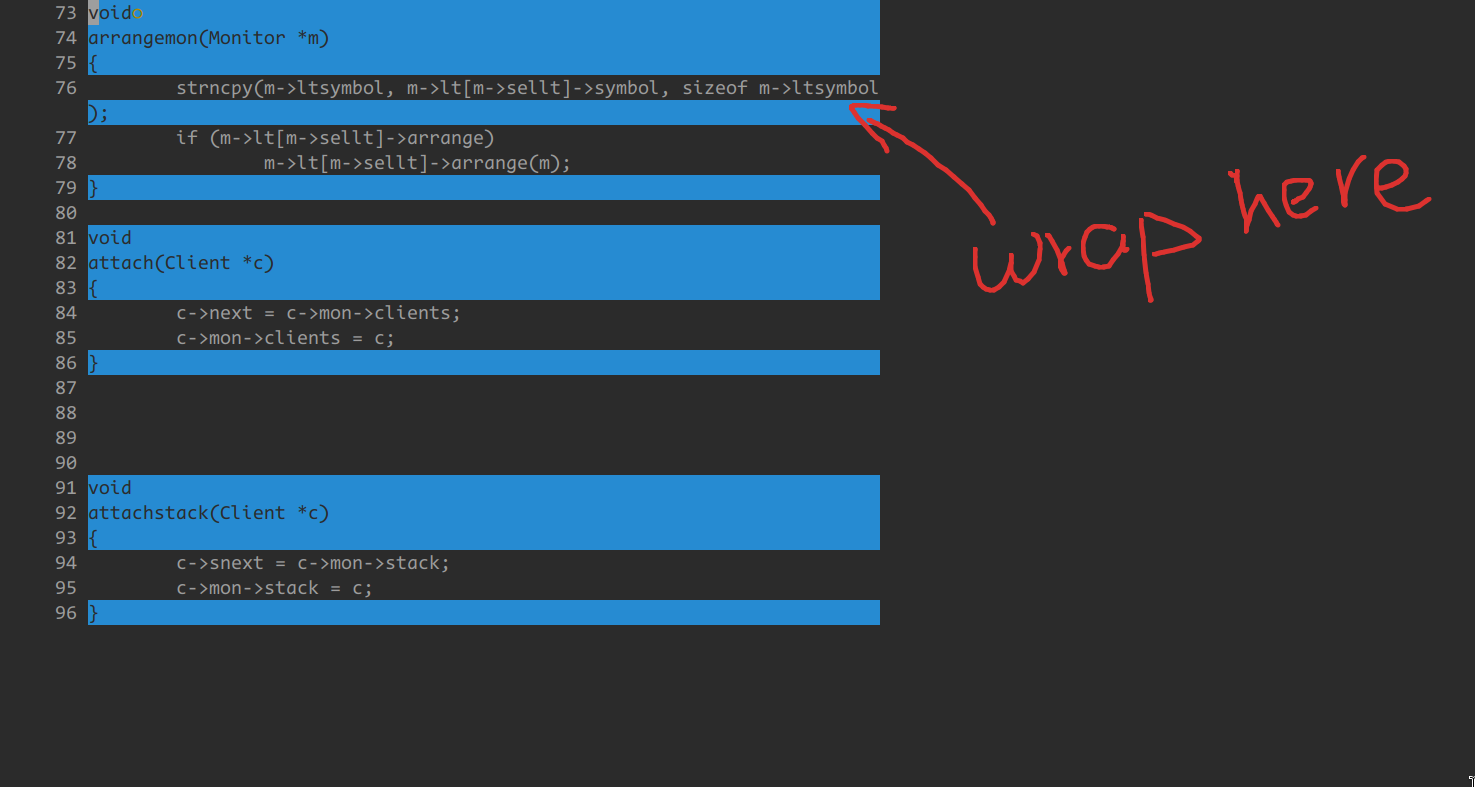 73 voido
74 arrangemon(Monitor *m)
75 {
76         strncpy(m->ltsymbol, m->lt[m->sellt]->symbol, sizeof m->ltsymbol
);
77         if (m->lt[m->sellt]->arrange)
78                 m->lt[m->sellt]->arrange(m);
79 }
80
wrap here
81 void
82 attach(Client *c)
83 {
84         c->next = c->mon->clients;
85         c->mon->clients = c;
86 }
87
88
89
90
91 void
92 attachstack(Client *c)
93 {
94         c->snext = c->mon->stack;
95         c->mon->stack = c;
96 }